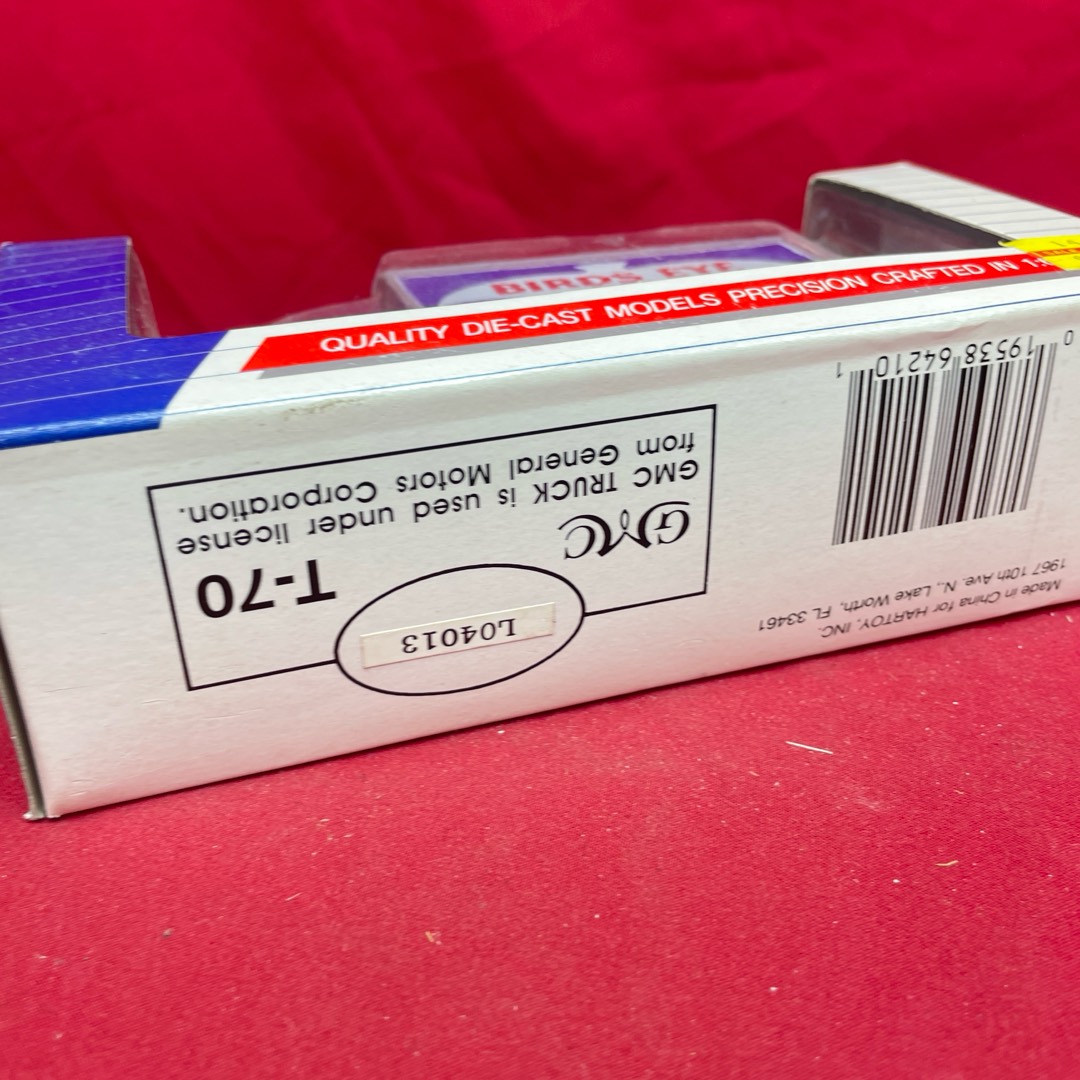 BIRDS EYE
QUALITY DIE-CAST MODELS PRECISION CRAFTED IN 1:
L04013
T-70
GMC
GMC TRUCK is used under license
from General Motors Corporation.
Made in China for HARTOY, INC.
1967 10th Ave. N., Lake Worth, FL 33461
0 19538 64210 1
14